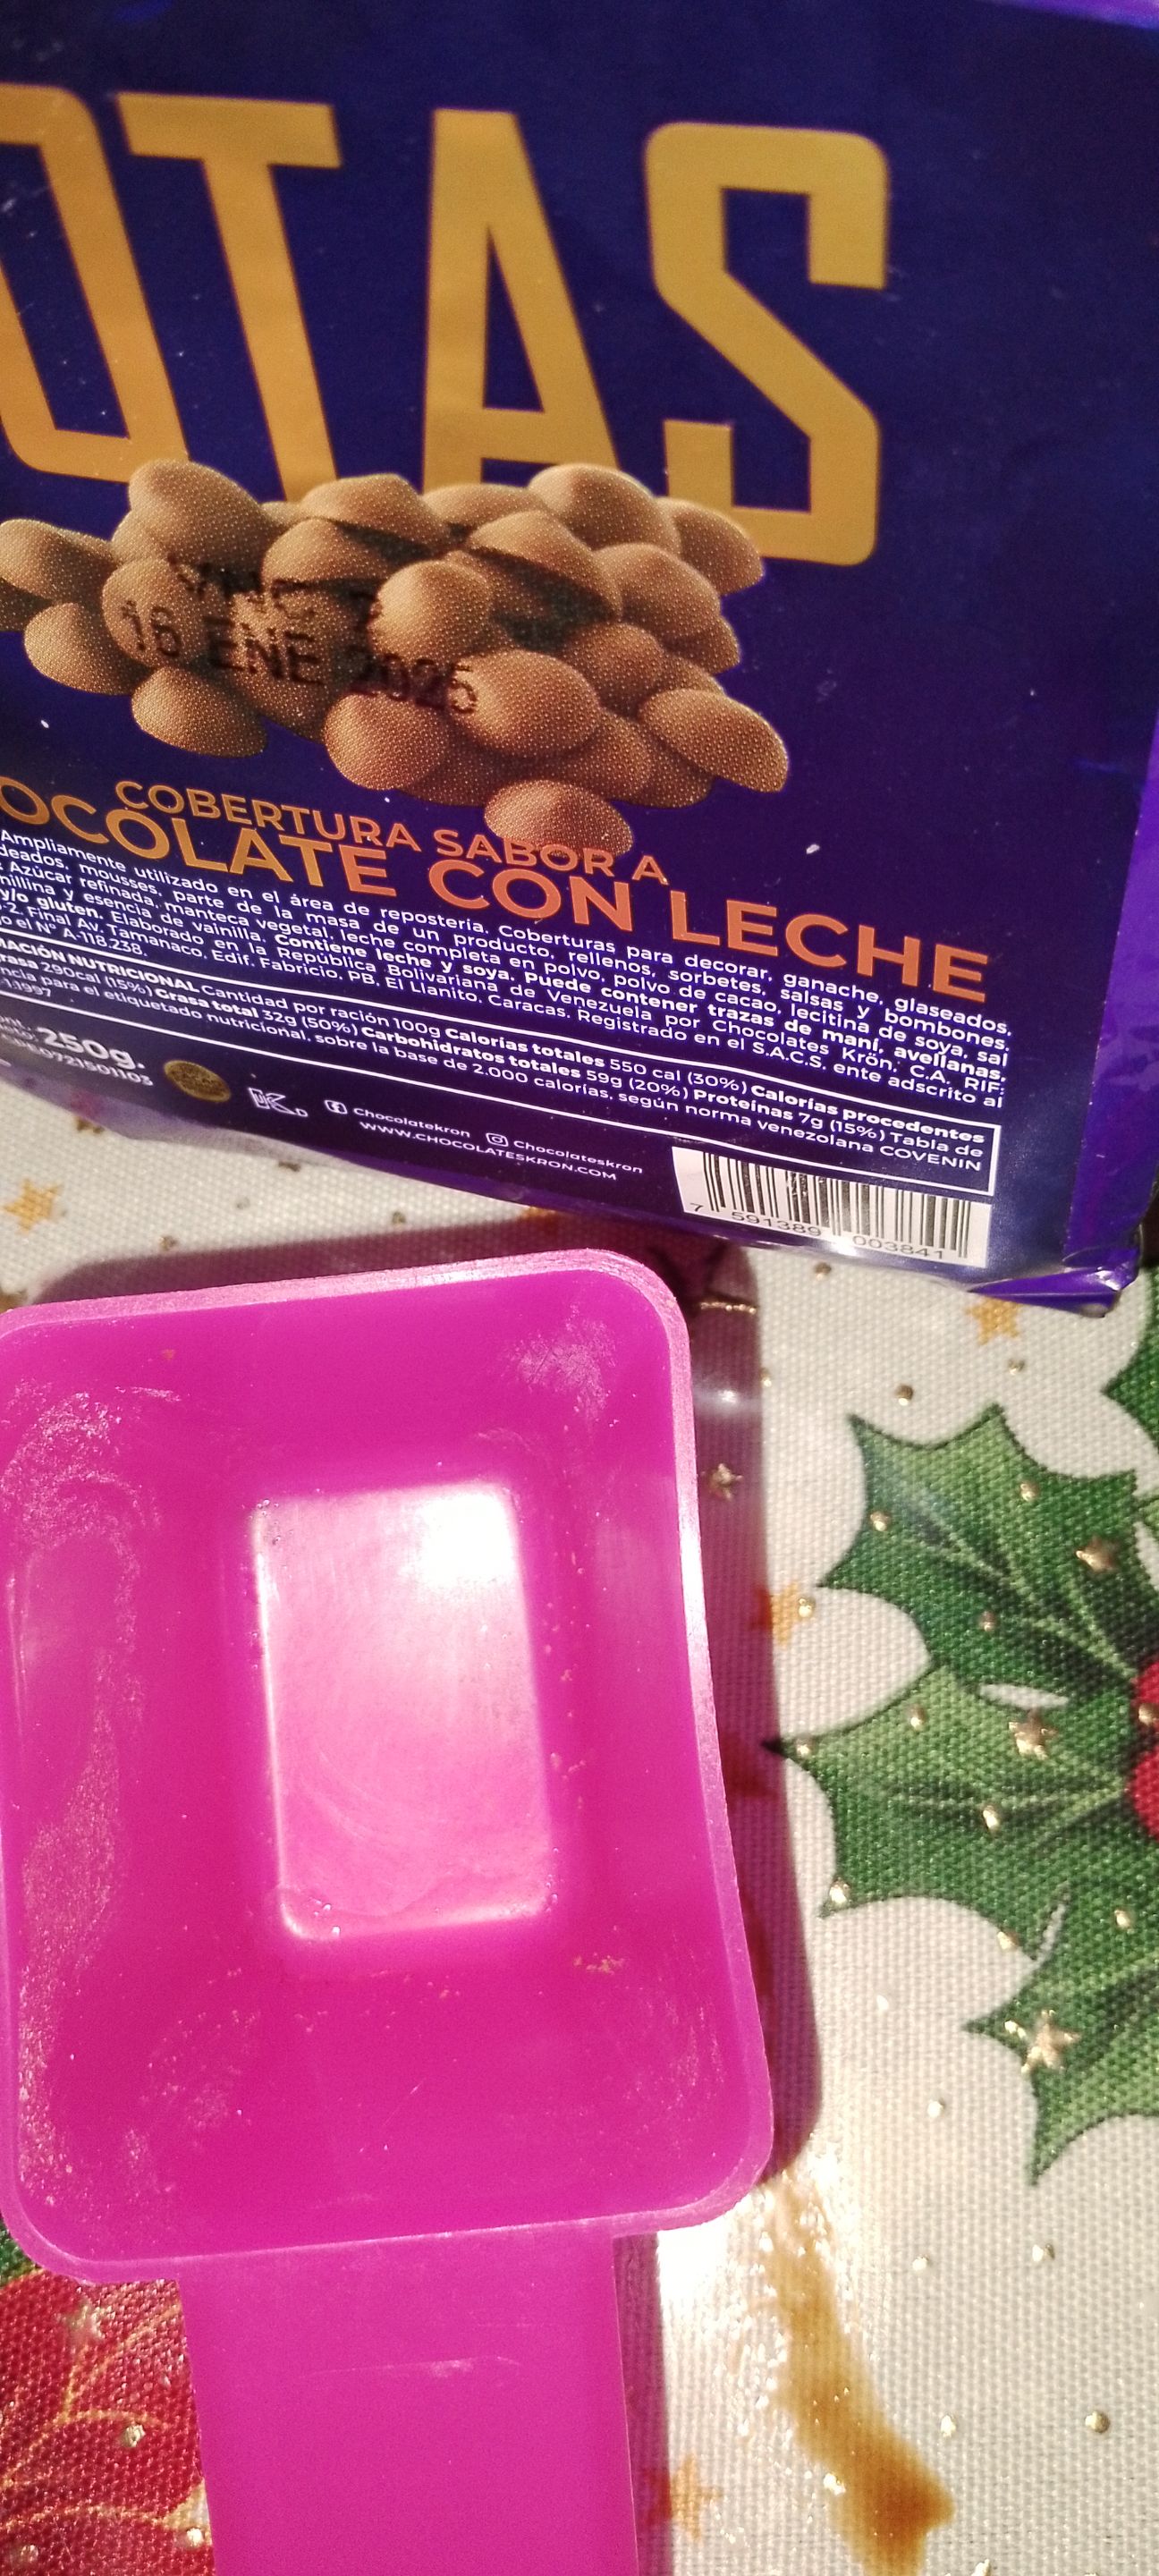 OTAS
VNC
16 ENE 2025
COBERTURA SABOR A
OCOLATE CON LECHE
Ampliamente utilizado en el área de repostería. Coberturas para decorar, ganache, glaseados,
deados, mousses, parte de la masa de un producto, rellenos, sorbetes, salsas y bombones.
Azúcar refinada, manteca vegetal, leche completa en polvo, polvo de cacao, lecitina de soya, sal
nillina y esencia de vainilla. Contiene leche y soya. Puede contener trazas de maní, avellanas,
y/o gluten. Elaborado en la República Bolivariana de Venezuela por Chocolates Krön, C.A. RIF:
-2. Final Av. Tamanaco, Edif. Fabricio, PB, El Llanito. Caracas. Registrado en el S.A.C.S. ente adscrito al
o el Nº A-118.238.
MACIÓN NUTRICIONAL Cantidad por ración 100g Calorías totales 550 cal (30%) Calorías Procedentes
rasa 290cal (15%) Grasa total 32g (50%) Carbohidratos totales 59g (20%) Proteínas 7g (15%) Tabla de
ncia para el etiquetado nutricional, sobre la base de 2.000 calorías, según norma venezolana COVENIN
1:1997
250g.
0721501103
Chocolatekron Chocolateskron
WWW.CHOCOLATESKRON.COM
7 591389 003841